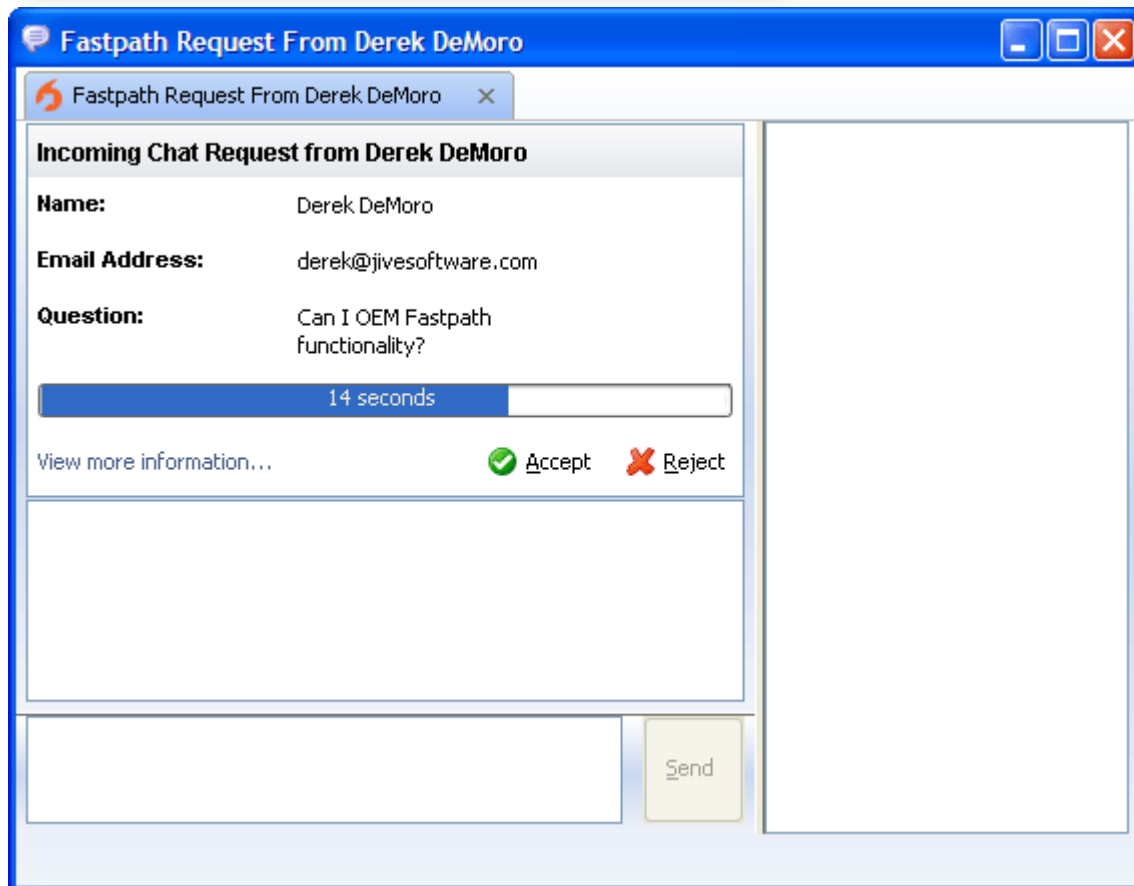 Fastpath Request From Derek DeMoro
Fastpath Request From Derek DeMoro
Incoming Chat Request from Derek DeMoro
Name: Derek DeMoro
Email Address: derek@jivesoftware.com
Question: Can I OEM Fastpath
functionality?
14 seconds
View more information... Accept Reject
Send